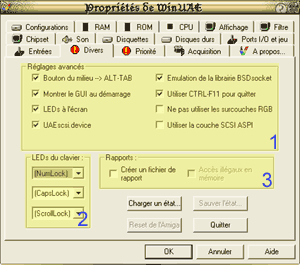 Propriétés de WinUAE
Configurations RAM ROM CPU Affichage Filtre
Chipset Son Disquettes Disques durs Ports I/O et jeu
Entrées Divers Priorité Acquisition A propos...
Réglages avancés
Bouton du milieu --> ALT-TAB Emulation de la librairie BSDsocket
Montrer le GUI au démarrage Utiliser CTRL-F11 pour quitter
LEDs à l'écran Ne pas utiliser les surcouches RGB
UAEscsi.device Utiliser la couche SCSI ASPI
1
LEDs du clavier :
(NumLock)
(CapsLock)
(ScrollLock)
2
Rapports :
Créer un fichier de rapport Accès illégaux en mémoire
3
Charger un état... Sauver l'état...
Reset de l'Amiga Quitter
OK Annuler Aide